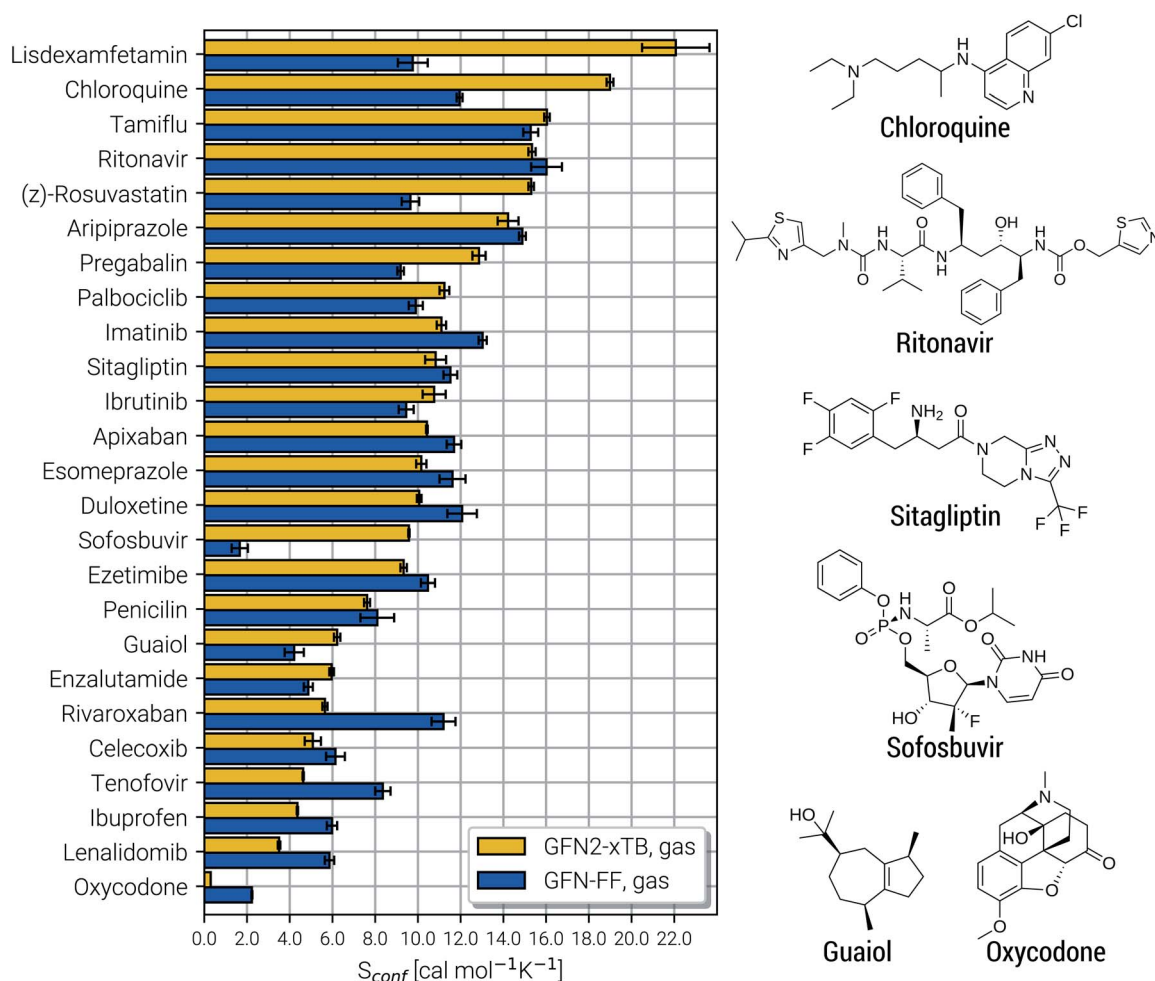 Lisdexamfetamin
Chloroquine
Tamiflu
Ritonavir
(z)-Rosuvastatin
Aripiprazole
Pregabalin
Palbociclib
Imatinib
Sitagliptin
Ibrutinib
Apixaban
Esomeprazole
Duloxetine
Sofosbuvir
Ezetimibe
Penicilin
Guaiol
Enzalutamide
Rivaroxaban
Celecoxib
Tenofovir
Ibuprofen
Lenalidomib
Oxycodone
GFN2-xTB, gas
GFN-FF, gas
0.0 2.0 4.0 6.0 8.0 10.0 12.0 14.0 16.0 18.0 20.0 22.0
S_conf [cal mol⁻¹K⁻¹]
Cl
H
N
N
N
Chloroquine
S
N
N
O
H
N
O
N
H
OH
H
N
O
O
S
N
Ritonavir
F
F
F
NH₂
O
N
N
N
N
F
F
F
Sitagliptin
O
H
N
O
O
P
O
O
O
N
O
NH
O
HO
F
Sofosbuvir
HO
Guaiol
N
HO
O
O
O
Oxycodone